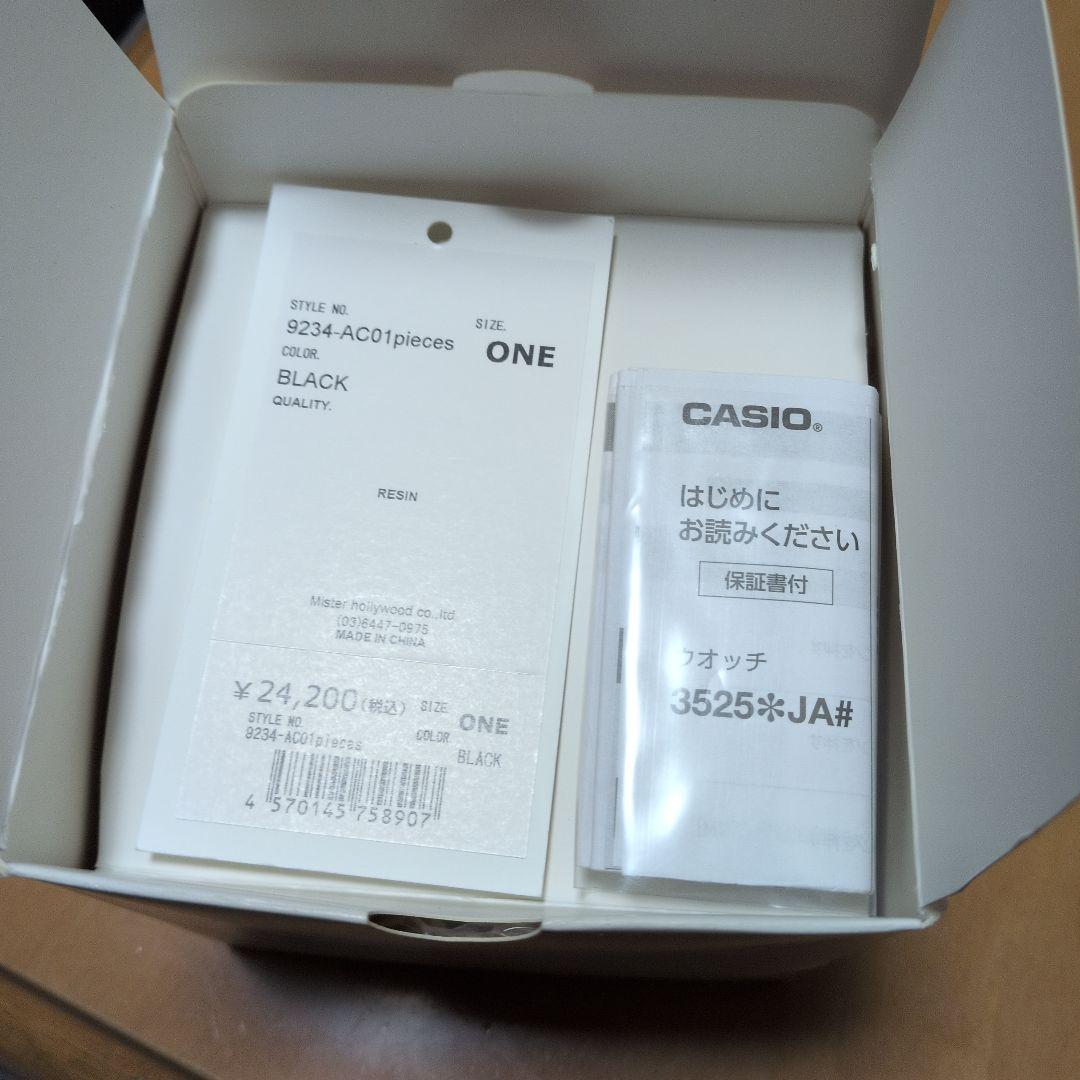 STYLE NO.
9234-AC01pieces
SIZE.
ONE
COLOR.
BLACK
QUALITY.
RESIN
Mister hollywood co.,ltd.
(03)6447-0975
MADE IN CHINA
¥24,200(税込)
SIZE.
ONE
STYLE NO.
9234-AC01pieces
COLOR.
BLACK
4 570145 758907
CASIO®
はじめに
お読みください
保証書付
ウオッチ
3525✻JA#